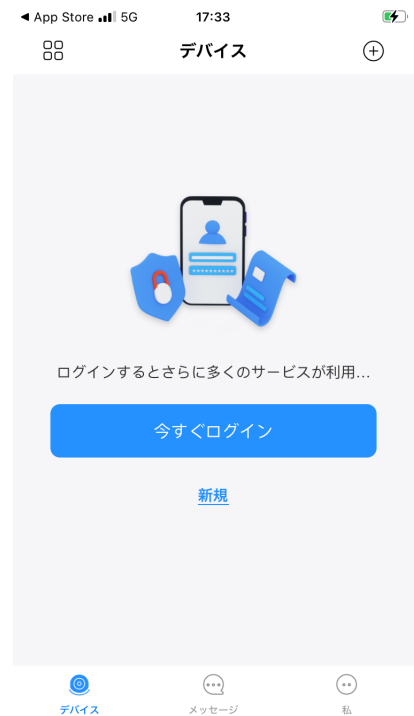 ◀ App Store 5G 17:33
デバイス
ログインするとさらに多くのサービスが利用...
今すぐログイン
新規
デバイス メッセージ 私